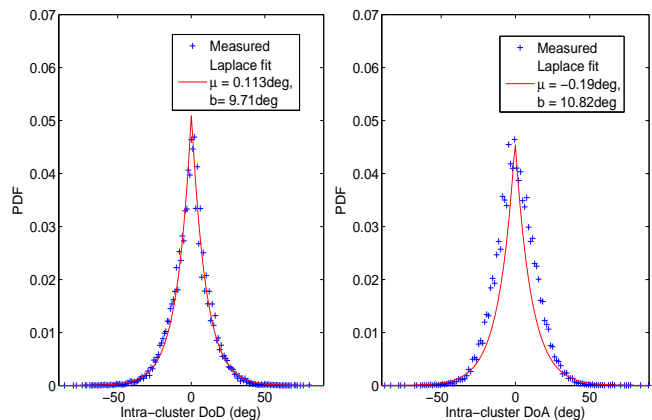 0.07
0.06
0.05
0.04
0.03
0.02
0.01
0
PDF
−50
0
50
Intra−cluster DoD (deg)
Measured
Laplace fit
μ = 0.113deg,
b= 9.71deg
0.07
0.06
0.05
0.04
0.03
0.02
0.01
0
PDF
−50
0
50
Intra−cluster DoA (deg)
Measured
Laplace fit
μ = −0.19deg,
b = 10.82deg